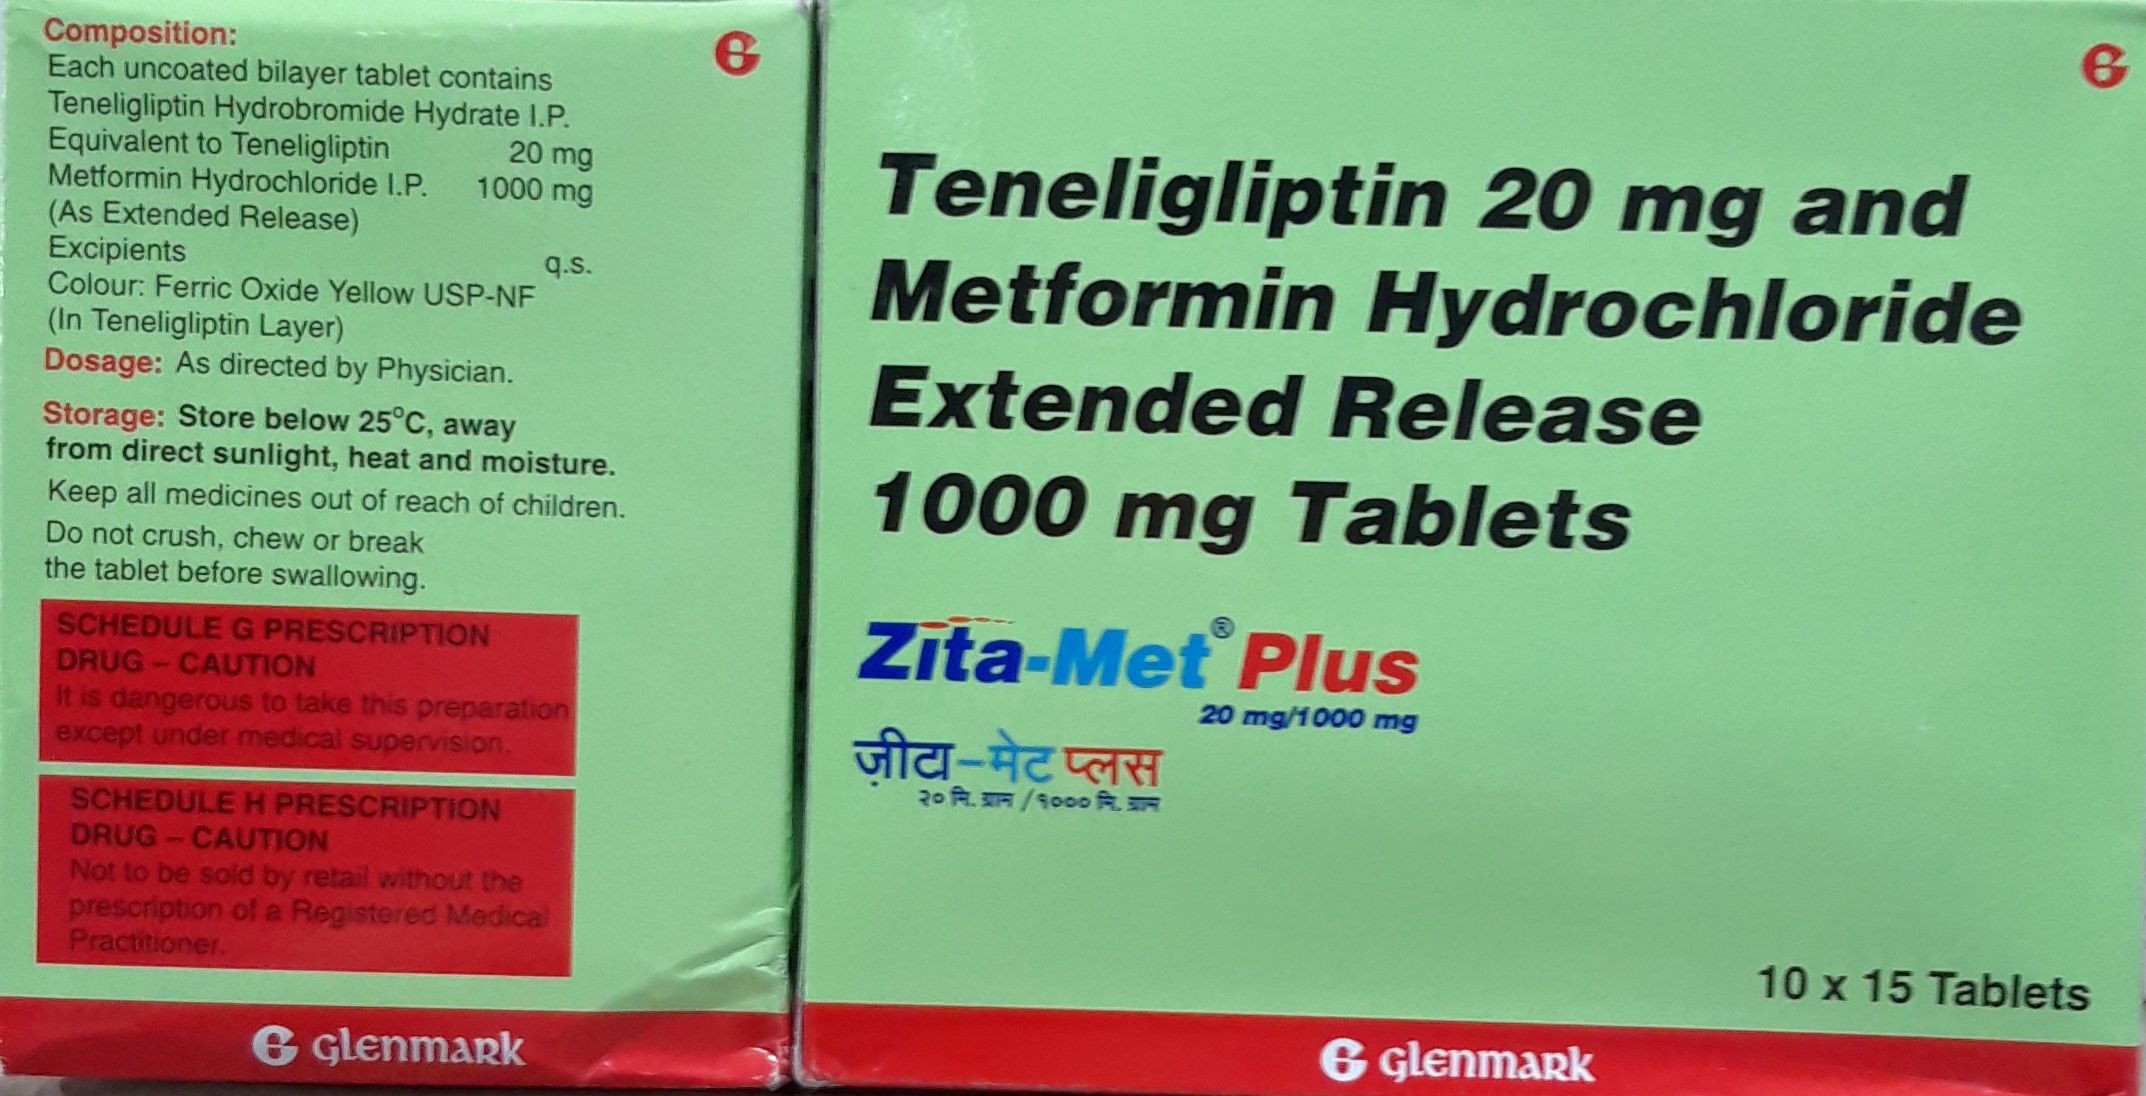 Composition:
Each uncoated bilayer tablet contains
Teneligliptin Hydrobromide Hydrate I.P.
Equivalent to Teneligliptin 20 mg
Metformin Hydrochloride I.P. 1000 mg
(As Extended Release)
Excipients q.s.
Colour: Ferric Oxide Yellow USP-NF
(In Teneligliptin Layer)
Dosage: As directed by Physician.
Storage: Store below 25°C, away
from direct sunlight, heat and moisture.
Keep all medicines out of reach of children.
Do not crush, chew or break
the tablet before swallowing.
SCHEDULE G PRESCRIPTION
DRUG – CAUTION
It is dangerous to take this preparation
except under medical supervision.
SCHEDULE H PRESCRIPTION
DRUG – CAUTION
Not to be sold by retail without the
prescription of a Registered Medical
Practitioner.
glenmark
Teneligliptin 20 mg and
Metformin Hydrochloride
Extended Release
1000 mg Tablets
Zita-Met® Plus
20 mg/1000 mg
ज़ीटा–मेट प्लस
२० मि. ग्राम / १००० मि. ग्राम
10 x 15 Tablets
glenmark